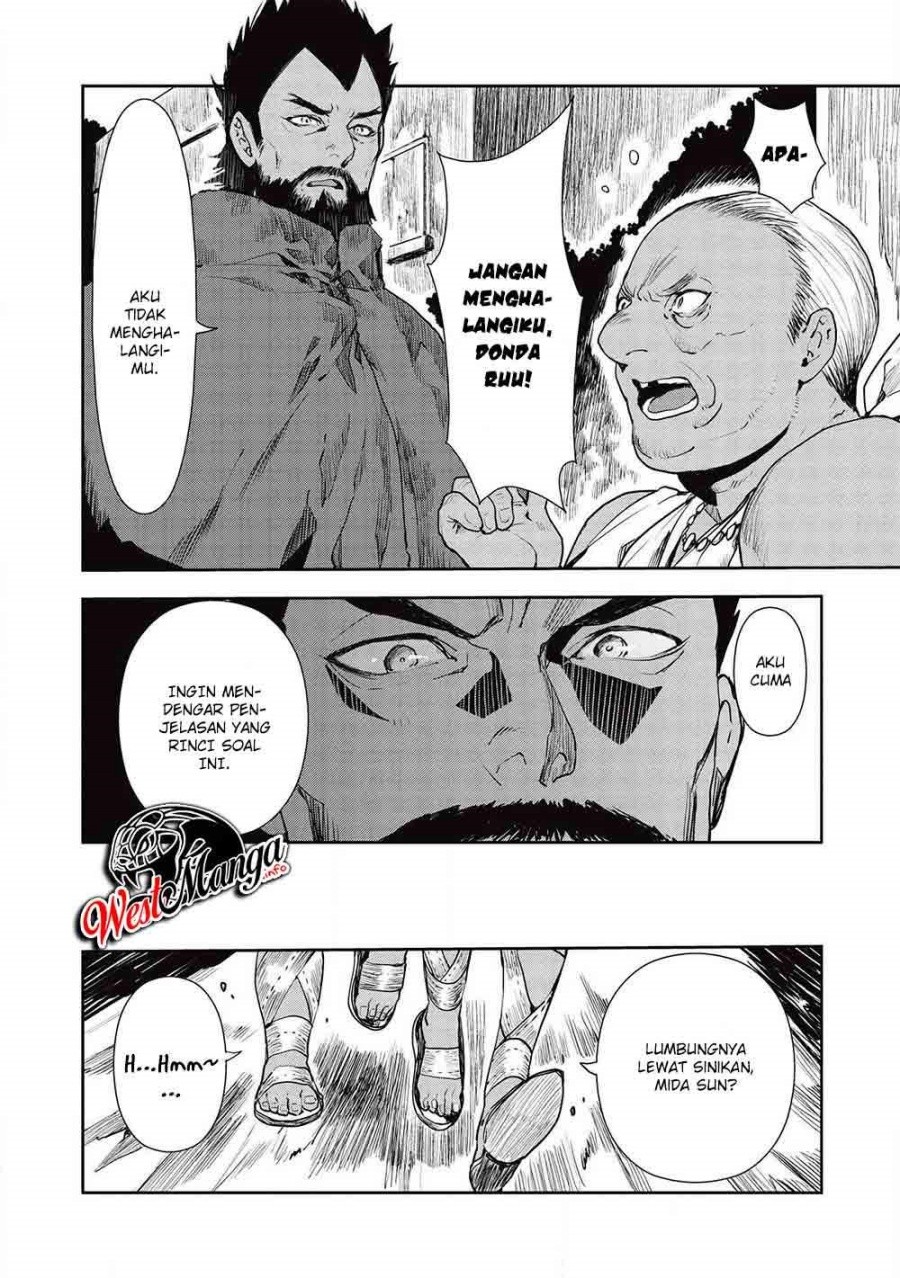 APA-
JANGAN
MENGHA-
LANGIKU,
DONDA
RUU!
AKU
TIDAK
MENGHA-
LANGI-
MU.
AKU
CUMA
INGIN MEN-
DENGAR PEN-
JELASAN YANG
RINCI SOAL
INI.
WestManga
.info
LUMBUNGNYA
LEWAT SINIKAN,
MIDA SUN?
H...Hmm~
...